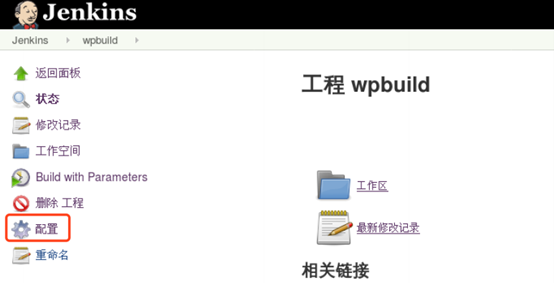 Jenkins
Jenkins wpbuild
返回面板
状态
修改记录
工作空间
Build with Parameters
删除 工程
配置
重命名
工程 wpbuild
工作区
最新修改记录
相关链接